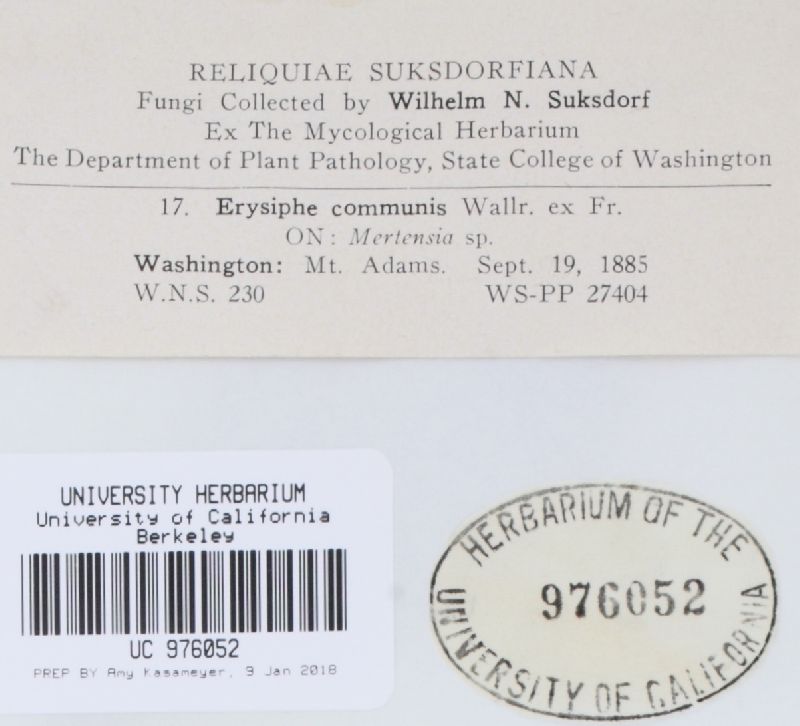 RELIQUIAE SUKSDORFIANA
Fungi Collected by Wilhelm N. Suksdorf
Ex The Mycological Herbarium
The Department of Plant Pathology, State College of Washington
17. Erysiphe communis Wallr. ex Fr.
ON: Mertensia sp.
Washington: Mt. Adams. Sept. 19, 1885
W.N.S. 230 WS-PP 27404
UNIVERSITY HERBARIUM
University of California
Berkeley
UC 976052
PREP BY Amy Kasameyer, 9 Jan 2018
HERBARIUM OF THE
976052
UNIVERSITY OF CALIFORNIA